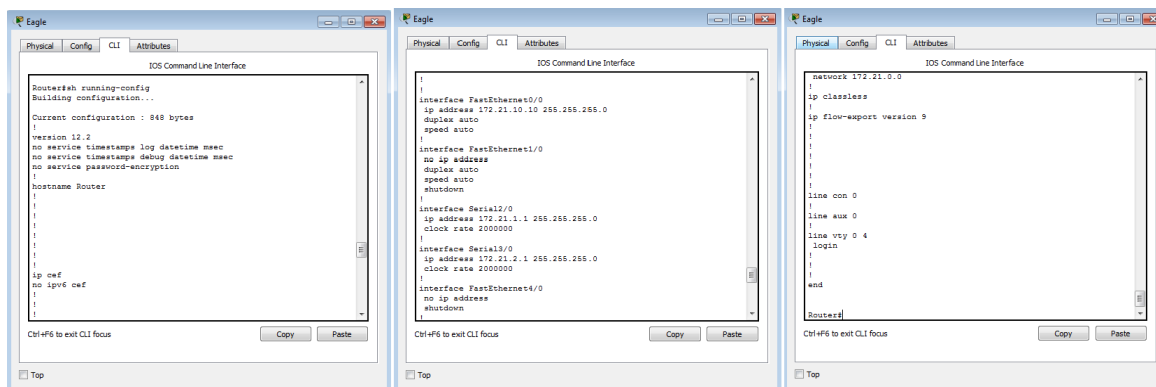 Eagle
Physical Config CLI Attributes
IOS Command Line Interface
Router#sh running-config
Building configuration...
Current configuration : 848 bytes
!
version 12.2
no service timestamps log datetime msec
no service timestamps debug datetime msec
no service password-encryption
!
hostname Router
!
!
!
!
!
!
!
!
ip cef
no ipv6 cef
!
!
!
Ctrl+F6 to exit CLI focus
Copy Paste
Top
Eagle
Physical Config CLI Attributes
IOS Command Line Interface
!
!
interface FastEthernet0/0
ip address 172.21.10.10 255.255.255.0
duplex auto
speed auto
!
interface FastEthernet1/0
no ip address
duplex auto
speed auto
shutdown
!
interface Serial2/0
ip address 172.21.1.1 255.255.255.0
clock rate 2000000
!
interface Serial3/0
ip address 172.21.2.1 255.255.255.0
clock rate 2000000
!
interface FastEthernet4/0
no ip address
shutdown
!
Ctrl+F6 to exit CLI focus
Copy Paste
Top
Eagle
Physical Config CLI Attributes
IOS Command Line Interface
network 172.21.0.0
!
ip classless
!
ip flow-export version 9
!
!
!
!
!
!
!
line con 0
!
line aux 0
!
line vty 0 4
login
!
!
!
end
Router#
Ctrl+F6 to exit CLI focus
Copy Paste
Top